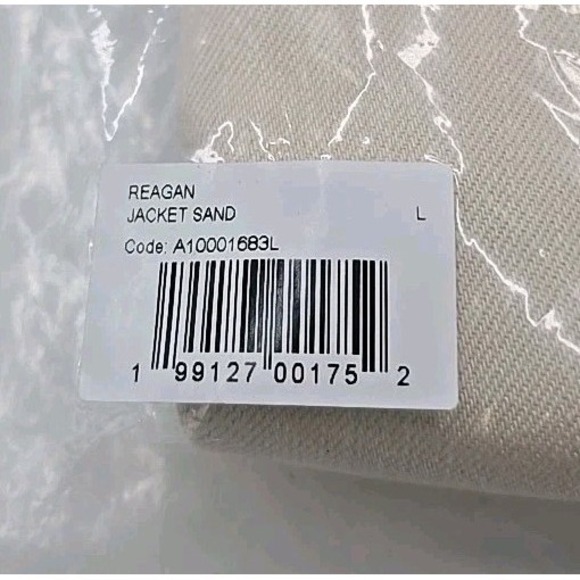 REAGAN
JACKET SAND L
Code: A10001683L
1 99127 00175 2